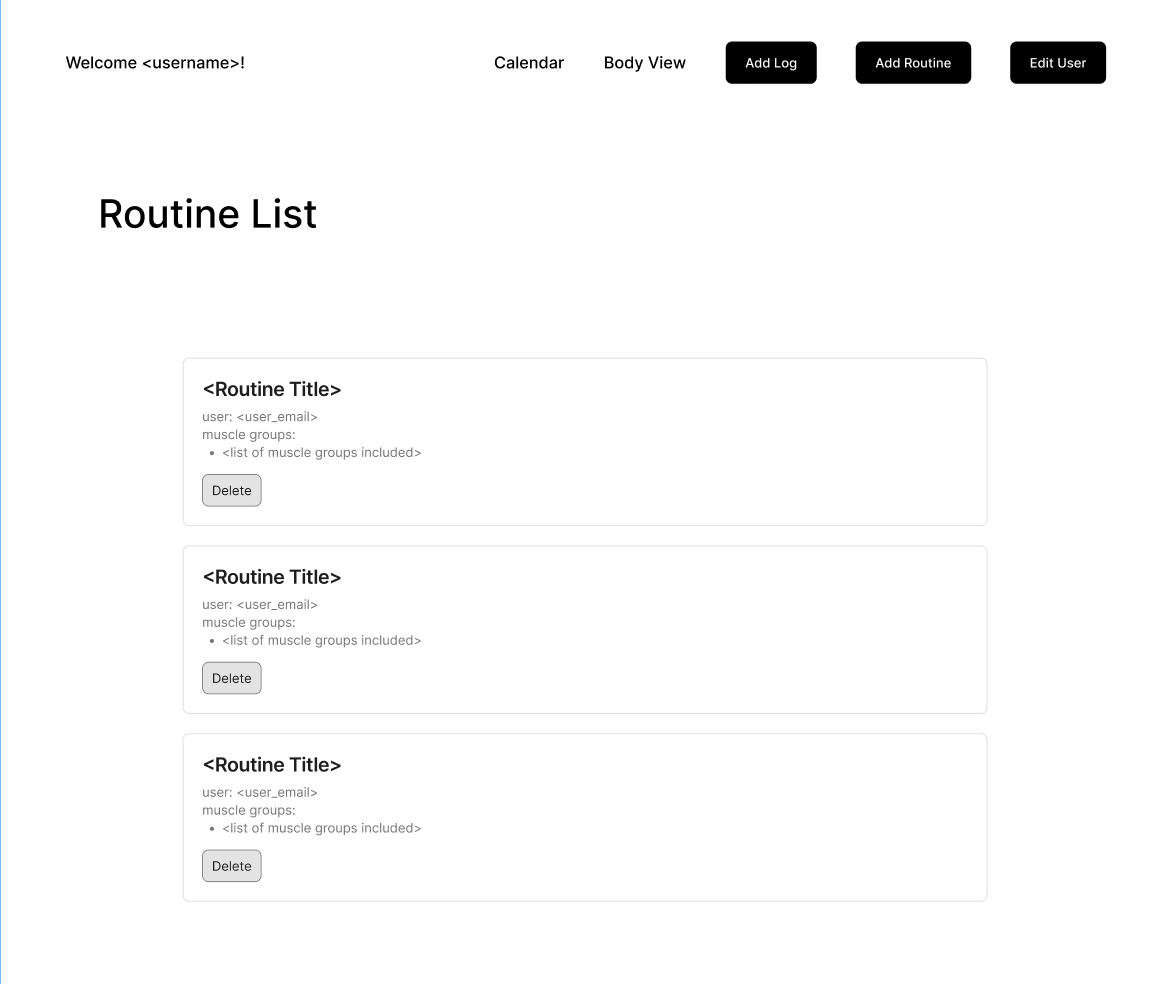 Welcome <username>!
Calendar
Body View
Add Log
Add Routine
Edit User
Routine List
<Routine Title>
user: <user_email>
muscle groups:
• <list of muscle groups included>
Delete
<Routine Title>
user: <user_email>
muscle groups:
• <list of muscle groups included>
Delete
<Routine Title>
user: <user_email>
muscle groups:
• <list of muscle groups included>
Delete